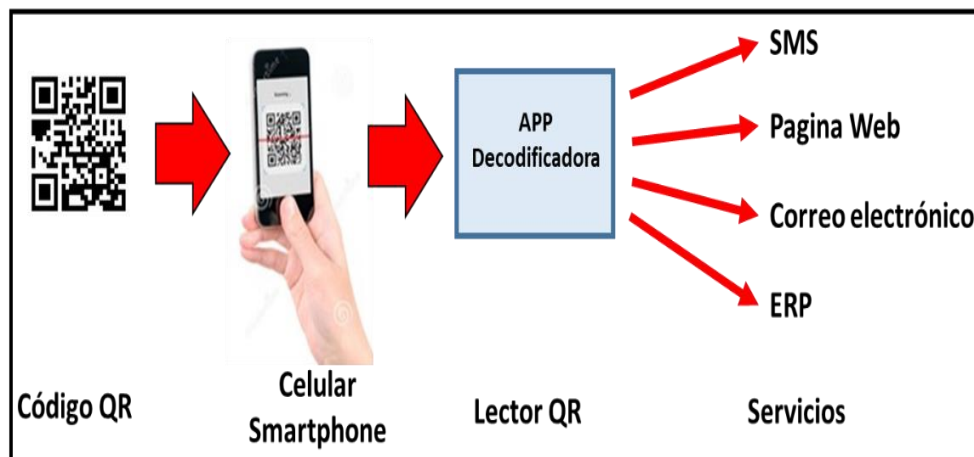 SMS
Pagina Web
APP
Decodificadora
Correo electrónico
ERP
Código QR
Celular
Smartphone
Lector QR
Servicios